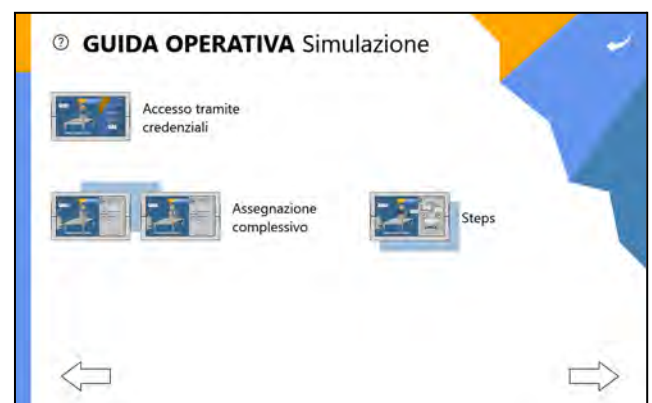 ? GUIDA OPERATIVA Simulazione
Accesso tramite
credenziali
Assegnazione
complessivo
Steps